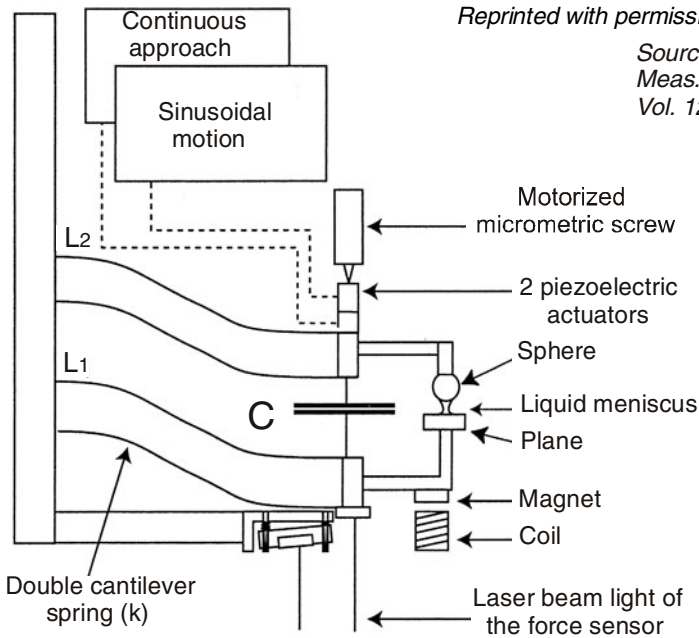 Continuous
approach
Reprinted with permiss
Sourc
Meas.
Vol. 12
Sinusoidal
motion
Motorized
micrometric screw
L2
2 piezoelectric
actuators
Sphere
L1
Liquid meniscus
C
Plane
Magnet
Coil
Double cantilever
spring (k)
Laser beam light of
the force sensor